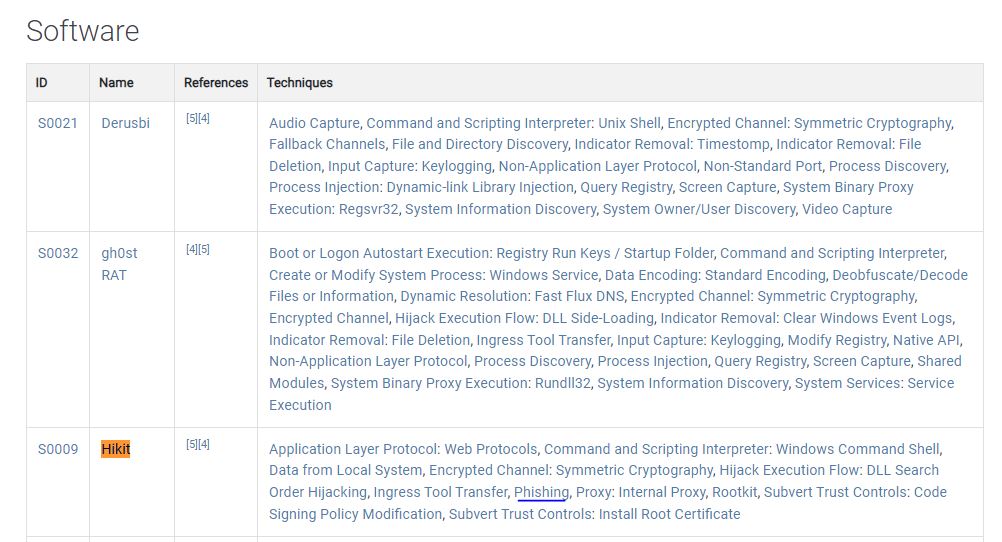 Software
ID Name References Techniques
S0021 Derusbi [5][4] Audio Capture, Command and Scripting Interpreter: Unix Shell, Encrypted Channel: Symmetric Cryptography,
Fallback Channels, File and Directory Discovery, Indicator Removal: Timestomp, Indicator Removal: File
Deletion, Input Capture: Keylogging, Non-Application Layer Protocol, Non-Standard Port, Process Discovery,
Process Injection: Dynamic-link Library Injection, Query Registry, Screen Capture, System Binary Proxy
Execution: Regsvr32, System Information Discovery, System Owner/User Discovery, Video Capture
S0032 gh0st [4][5] Boot or Logon Autostart Execution: Registry Run Keys / Startup Folder, Command and Scripting Interpreter,
RAT Create or Modify System Process: Windows Service, Data Encoding: Standard Encoding, Deobfuscate/Decode
Files or Information, Dynamic Resolution: Fast Flux DNS, Encrypted Channel: Symmetric Cryptography,
Encrypted Channel, Hijack Execution Flow: DLL Side-Loading, Indicator Removal: Clear Windows Event Logs,
Indicator Removal: File Deletion, Ingress Tool Transfer, Input Capture: Keylogging, Modify Registry, Native API,
Non-Application Layer Protocol, Process Discovery, Process Injection, Query Registry, Screen Capture, Shared
Modules, System Binary Proxy Execution: Rundll32, System Information Discovery, System Services: Service
Execution
S0009 Hikit [5][4] Application Layer Protocol: Web Protocols, Command and Scripting Interpreter: Windows Command Shell,
Data from Local System, Encrypted Channel: Symmetric Cryptography, Hijack Execution Flow: DLL Search
Order Hijacking, Ingress Tool Transfer, Phishing, Proxy: Internal Proxy, Rootkit, Subvert Trust Controls: Code
Signing Policy Modification, Subvert Trust Controls: Install Root Certificate